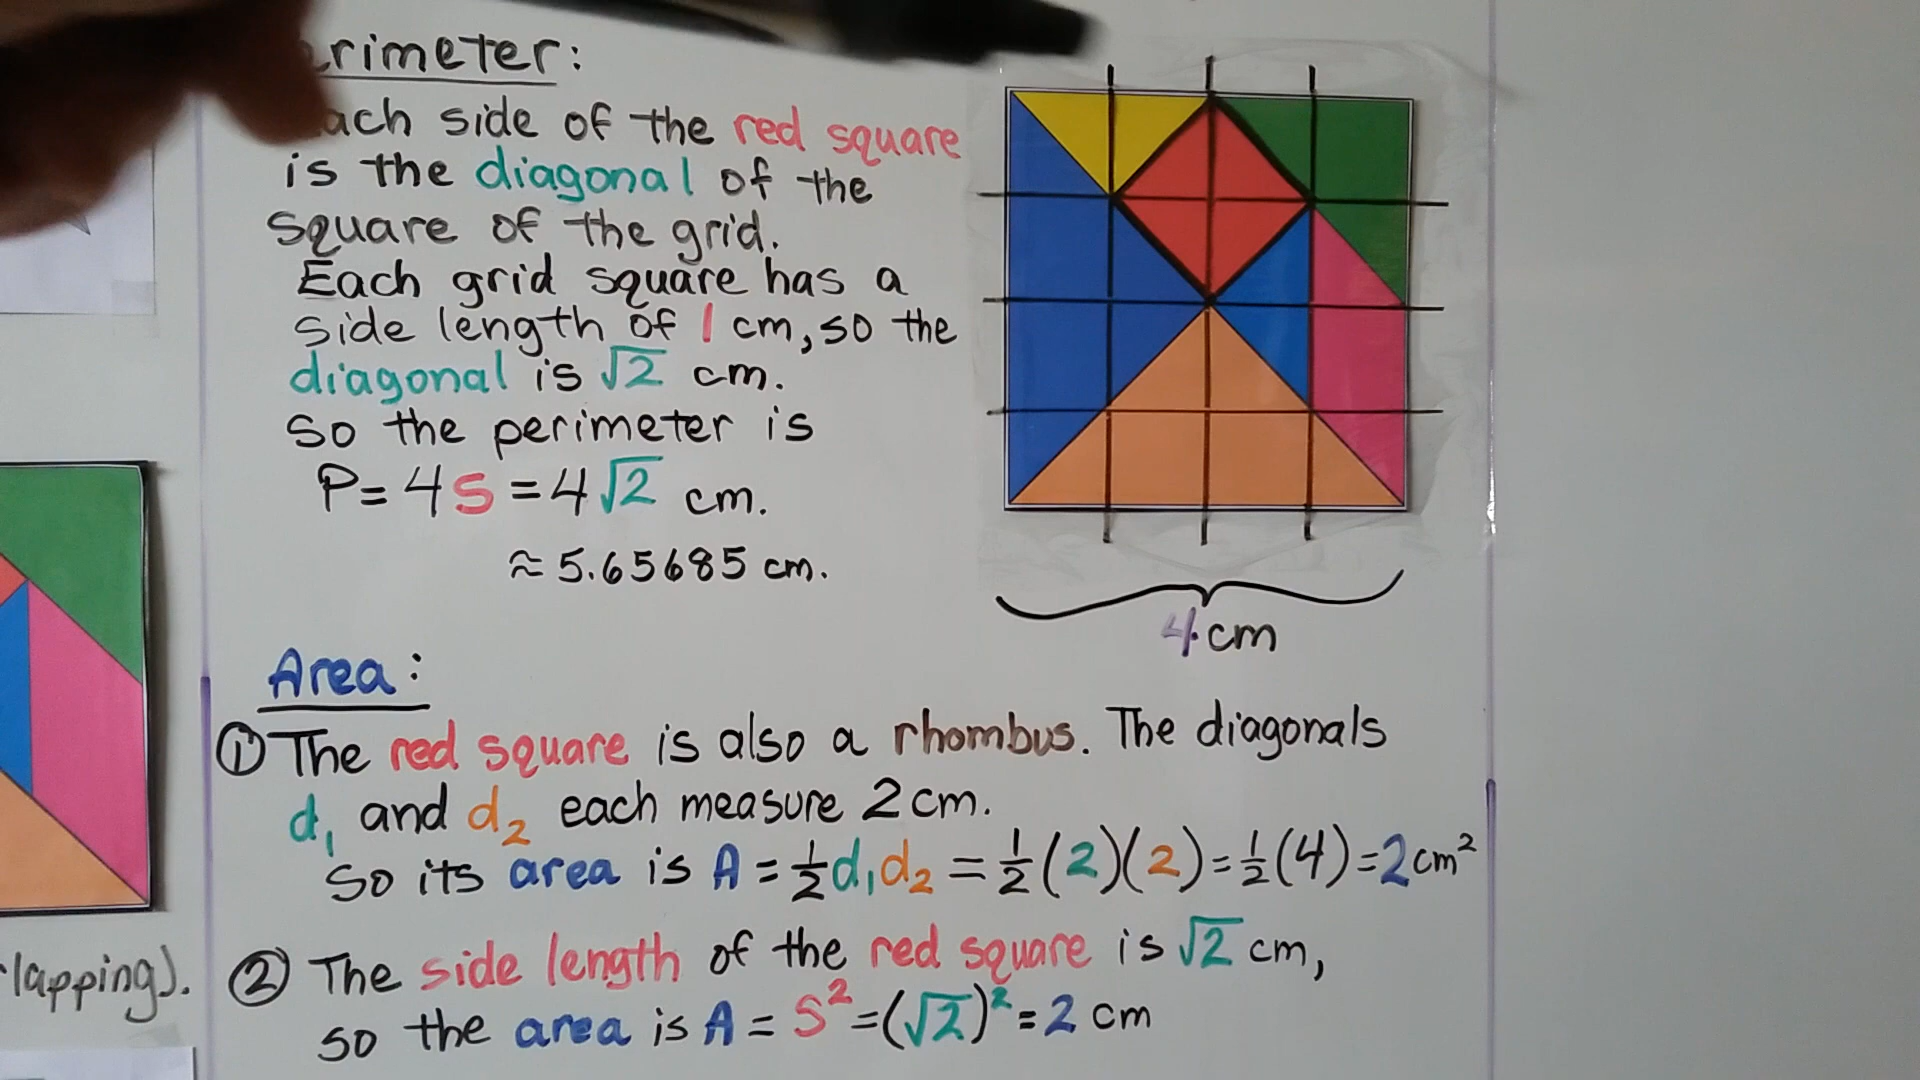 rimeter:
ach side of the red square
is the diagonal of the
square of the grid.
Each grid square has a
side length of 1 cm, so the
diagonal is √2 cm.
So the perimeter is
P = 4s = 4√2 cm.
≈ 5.65685 cm.
4 cm
Area:
① The red square is also a rhombus. The diagonals
d₁ and d₂ each measure 2 cm.
So its area is A = ½d₁d₂ = ½(2)(2) = ½(4) = 2 cm²
lapping).
② The side length of the red square is √2 cm,
so the area is A = S² = (√2)² = 2 cm